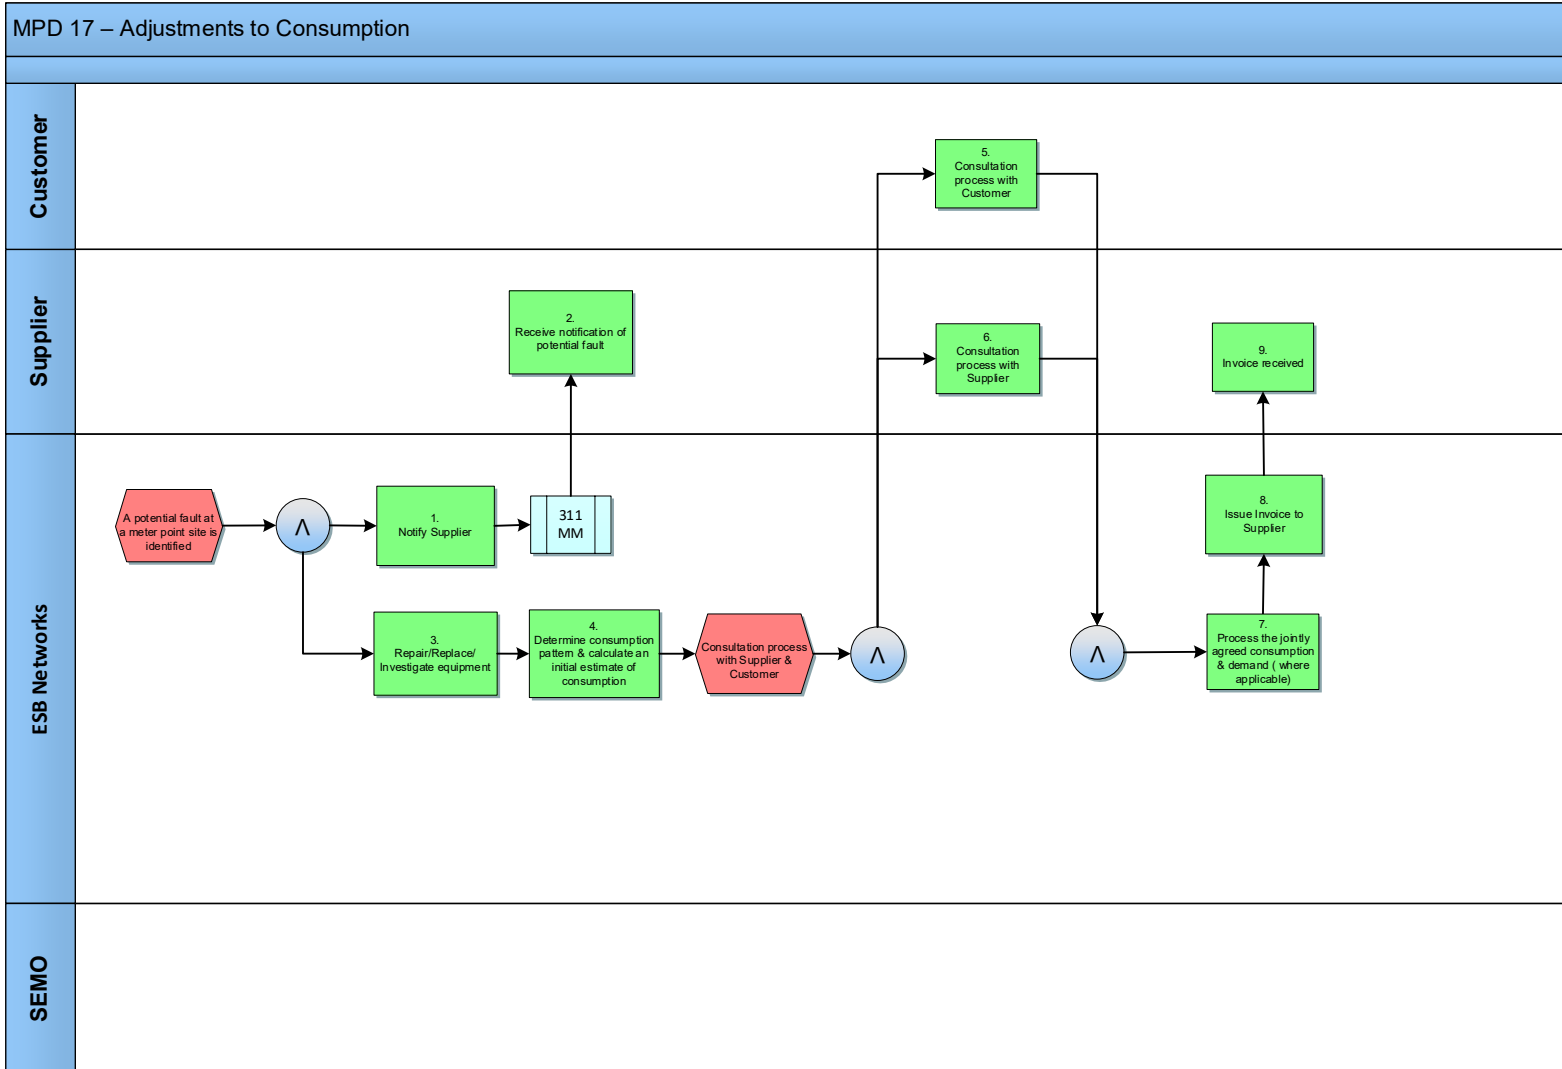 MPD 17 – Adjustments to Consumption
Customer
5.
Consultation
process with
Customer
Supplier
2.
Receive notification of
potential fault
6.
Consultation
process with
Supplier
9.
Invoice received
ESB Networks
A potential fault at
a meter point site is
identified
Λ
1.
Notify Supplier
311
MM
8.
Issue Invoice to
Supplier
3.
Repair/Replace/
Investigate equipment
4.
Determine consumption
pattern & calculate an
initial estimate of
consumption
Consultation process
with Supplier &
Customer
Λ
Λ
7.
Process the jointly
agreed consumption
& demand ( where
applicable)
SEMO